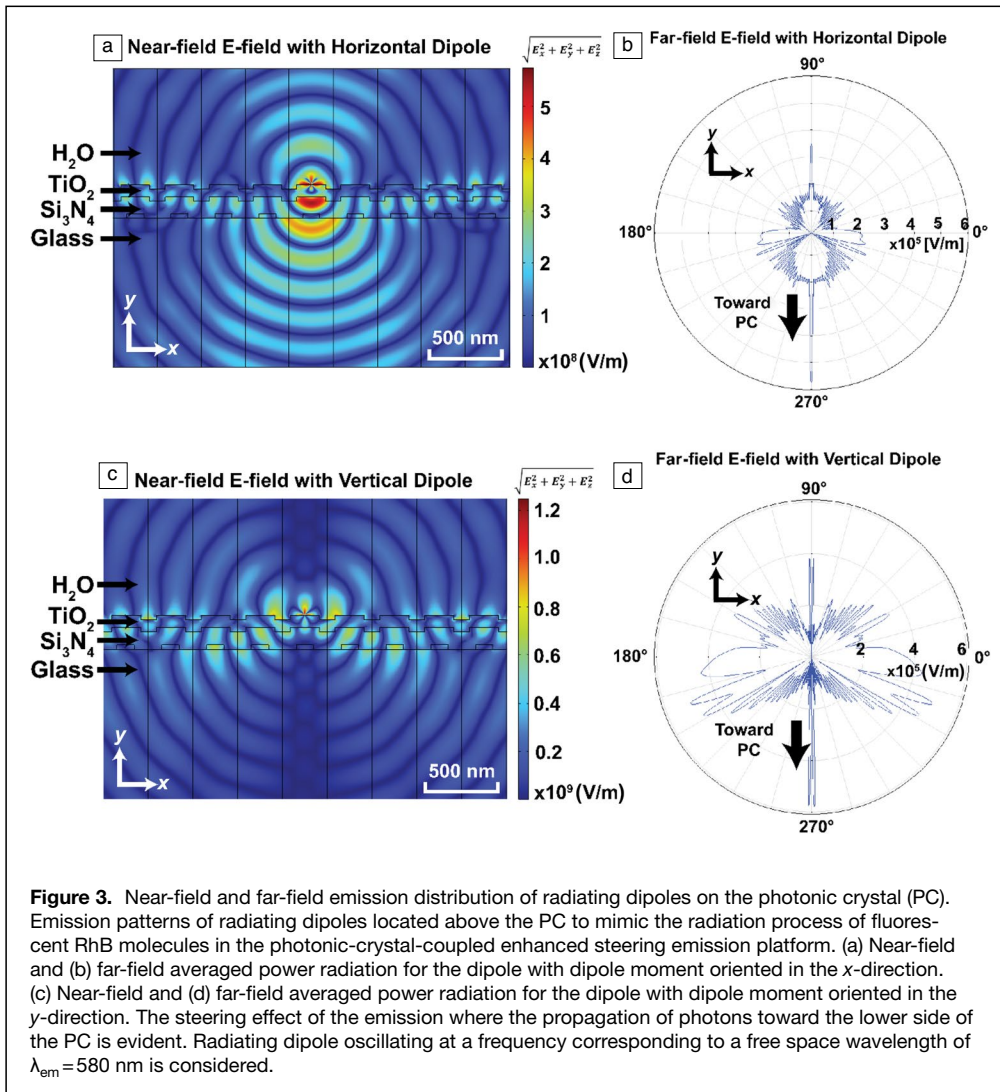 a Near-field E-field with Horizontal Dipole
√E_x^2 + E_y^2 + E_z^2
H2O
TiO2
Si3N4
Glass
y
x
500 nm
5
4
3
2
1
x10^8 (V/m)
b Far-field E-field with Horizontal Dipole
90°
y
x
180°
1 2 3 4 5 6 0°
x10^5 [V/m]
Toward
PC
270°
c Near-field E-field with Vertical Dipole
√E_x^2 + E_y^2 + E_z^2
H2O
TiO2
Si3N4
Glass
y
x
500 nm
1.2
1.0
0.8
0.6
0.4
0.2
x10^9 (V/m)
d Far-field E-field with Vertical Dipole
90°
y
x
180°
2 4 6 0°
x10^5 (V/m)
Toward
PC
270°
Figure 3. Near-field and far-field emission distribution of radiating dipoles on the photonic crystal (PC).
Emission patterns of radiating dipoles located above the PC to mimic the radiation process of fluores-
cent RhB molecules in the photonic-crystal-coupled enhanced steering emission platform. (a) Near-field
and (b) far-field averaged power radiation for the dipole with dipole moment oriented in the x-direction.
(c) Near-field and (d) far-field averaged power radiation for the dipole with dipole moment oriented in the
y-direction. The steering effect of the emission where the propagation of photons toward the lower side of
the PC is evident. Radiating dipole oscillating at a frequency corresponding to a free space wavelength of
λem = 580 nm is considered.